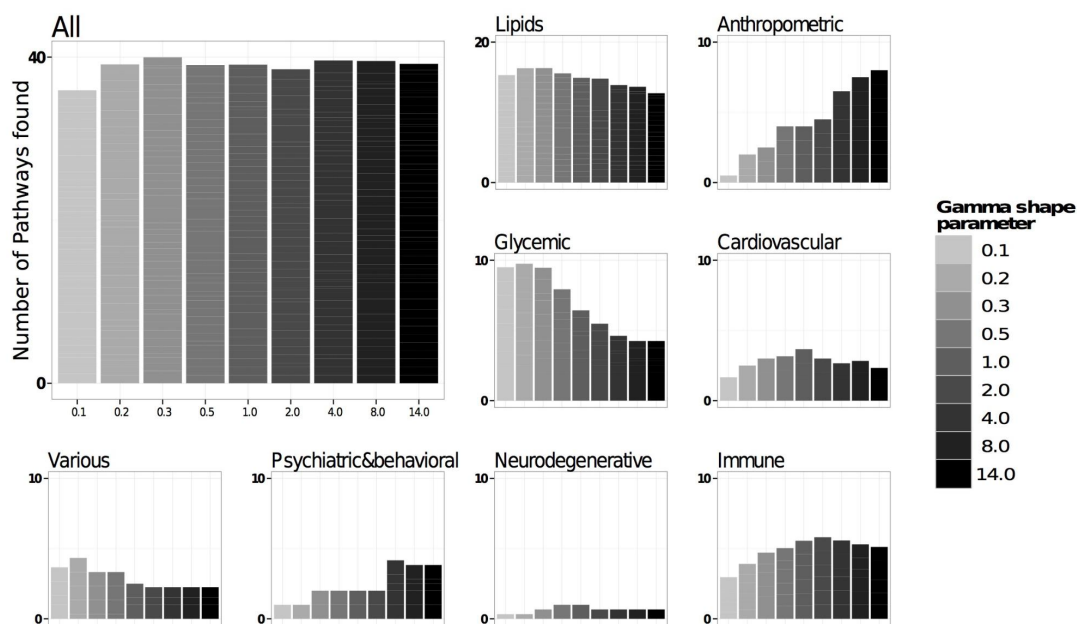 All
Number of Pathways found
40
0
0.1 0.2 0.3 0.5 1.0 2.0 4.0 8.0 14.0
Lipids
20
0
Anthropometric
10
0
Glycemic
10
0
Cardiovascular
10
0
Gamma shape
parameter
0.1
0.2
0.3
0.5
1.0
2.0
4.0
8.0
14.0
Various
10
0
Psychiatric&behavioral
10
0
Neurodegenerative
10
0
Immune
10
0